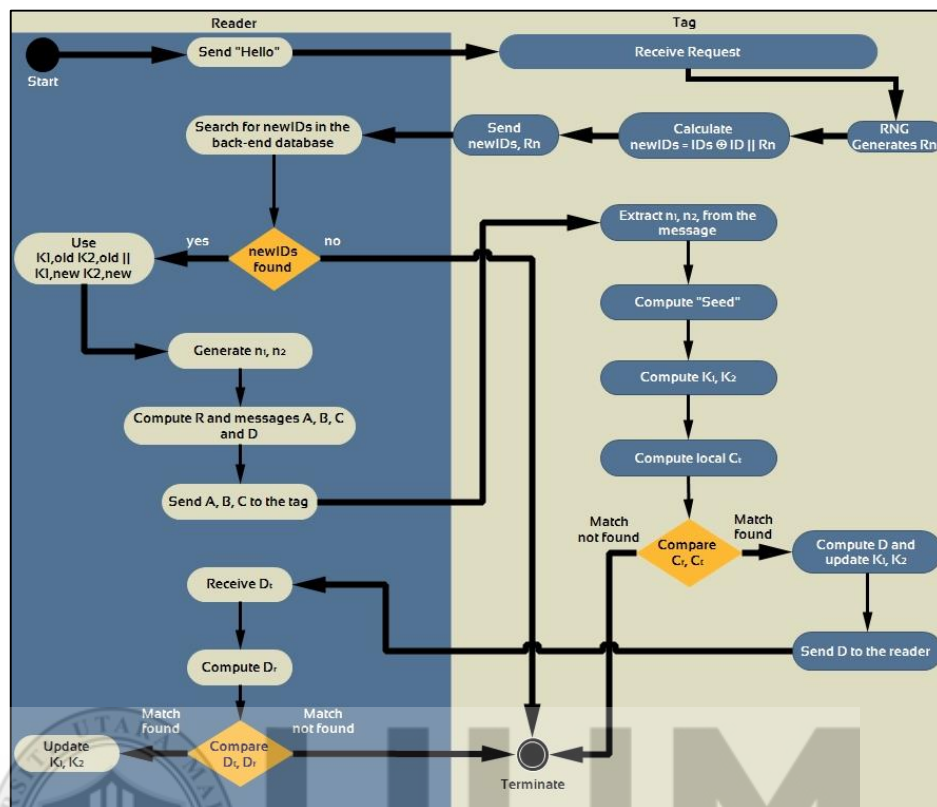 Reader
Tag
Start
Send "Hello"
Receive Request
RNG
Generates Rn
Calculate
newIDs = IDs ⊕ ID || Rn
Send
newIDs, Rn
Search for newIDs in the
back-end database
newIDs
found
yes
no
Use
K1,old K2,old ||
K1,new K2,new
Generate n₁, n₂
Compute R and messages A, B, C
and D
Send A, B, C to the tag
Extract n₁, n₂, from the
message
Compute "Seed"
Compute K₁, K₂
Compute local Cₜ
Compare
Cᵣ, Cₜ
Match
not found
Match
found
Compute D and
update K₁, K₂
Send D to the reader
Receive Dₜ
Compute Dᵣ
Compare
Dₜ, Dᵣ
Match
found
Match
not found
Update
K₁, K₂
Terminate
UUM
UTARA